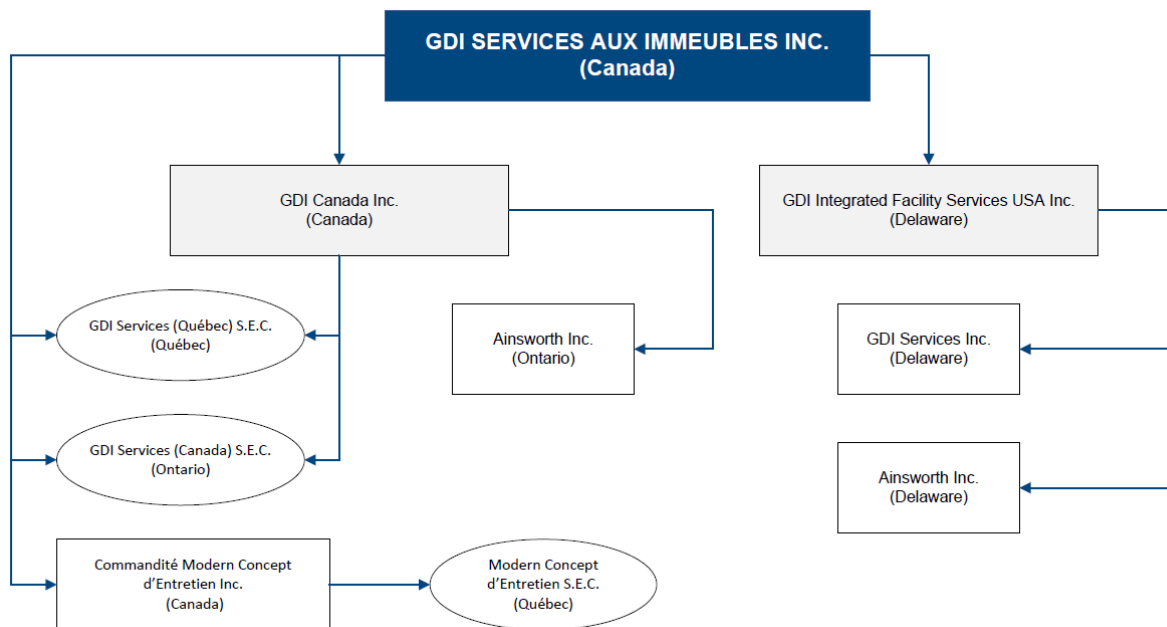 GDI SERVICES AUX IMMEUBLES INC.
(Canada)
GDI Canada Inc.
(Canada)
GDI Integrated Facility Services USA Inc.
(Delaware)
GDI Services (Québec) S.E.C.
(Québec)
Ainsworth Inc.
(Ontario)
GDI Services Inc.
(Delaware)
GDI Services (Canada) S.E.C.
(Ontario)
Ainsworth Inc.
(Delaware)
Commandité Modern Concept
d’Entretien Inc.
(Canada)
Modern Concept
d’Entretien S.E.C.
(Québec)